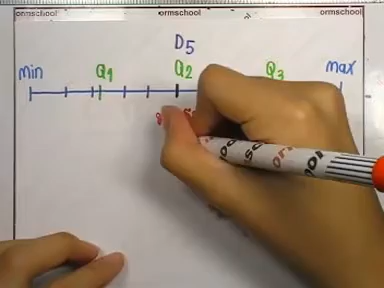 ormschool ormschool ormschool
D5
min Q1 Q2 Q3 max